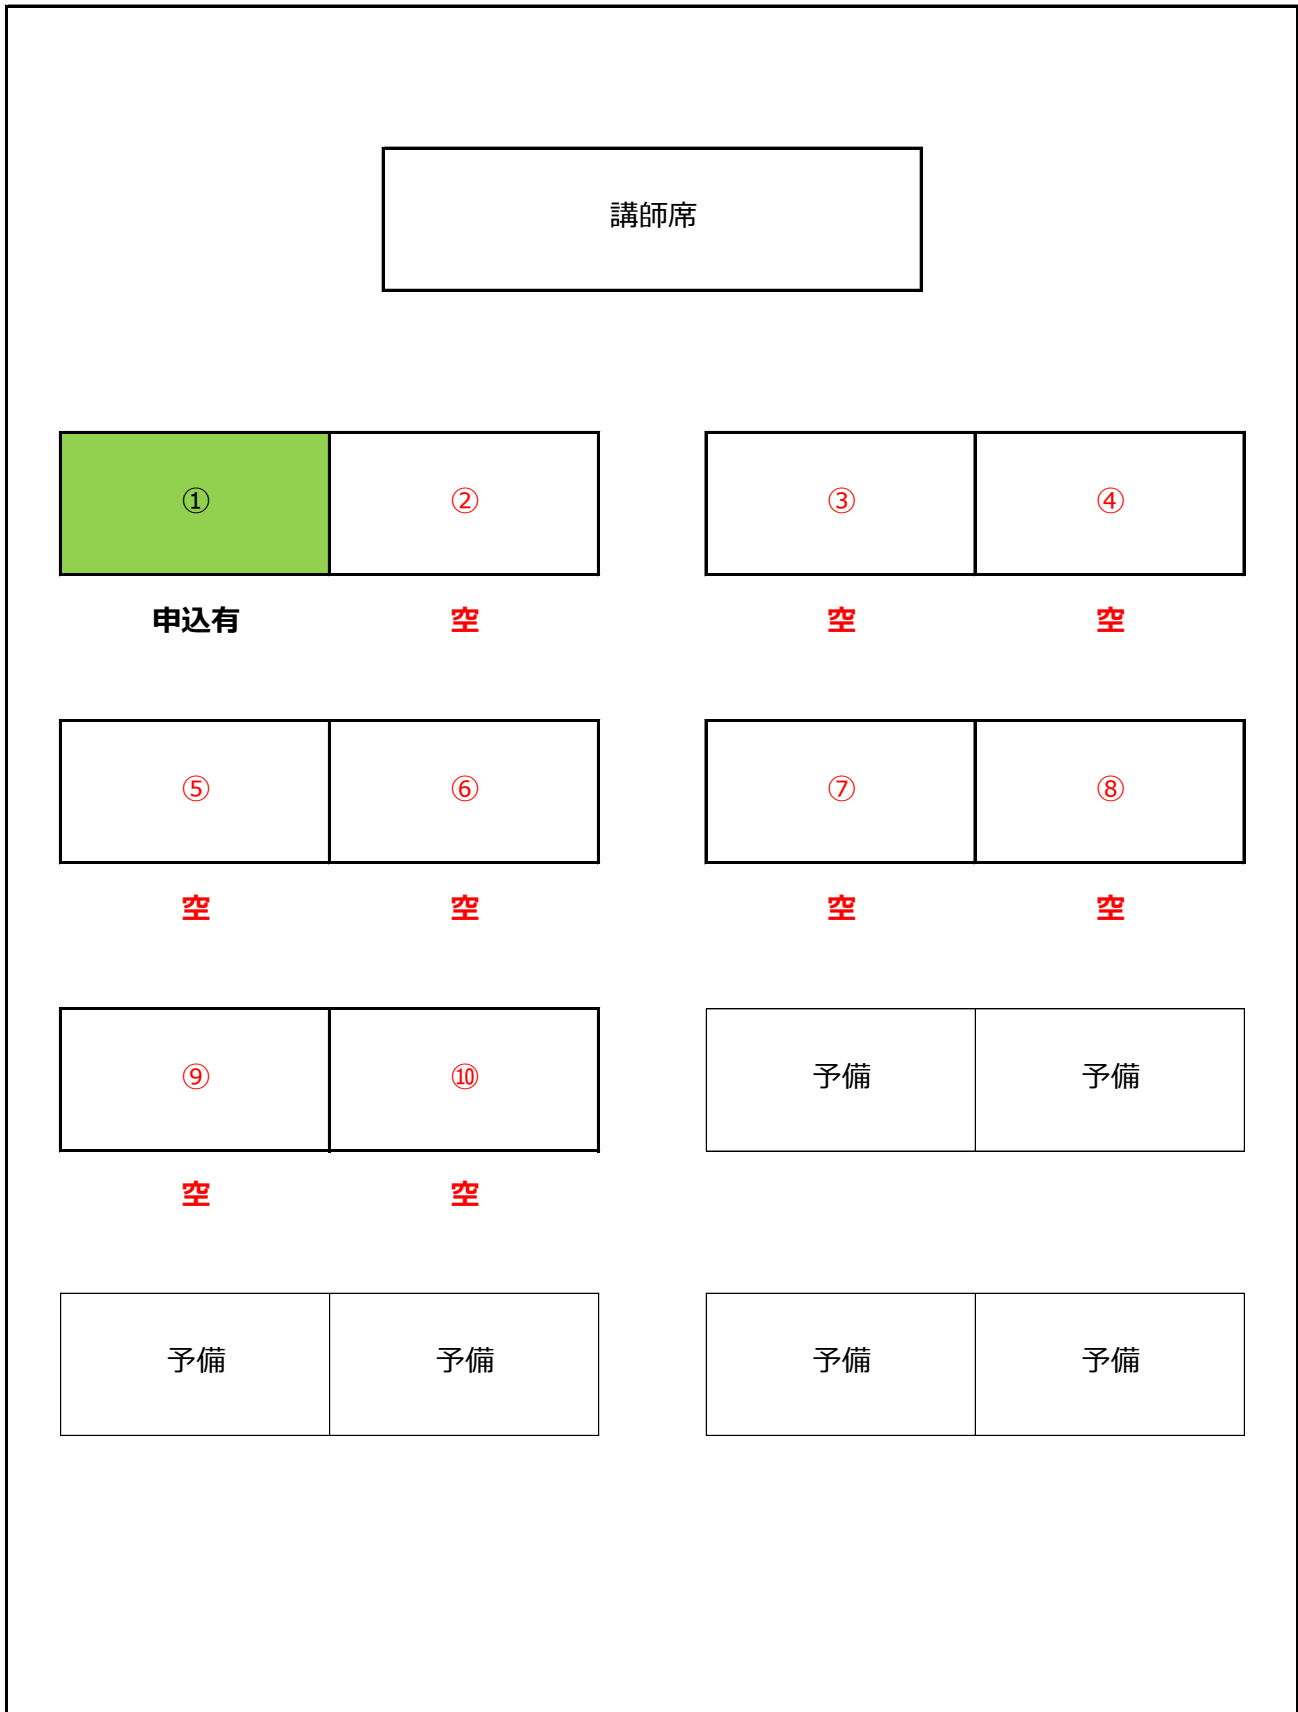 講師席
① ② ③ ④
申込有 空 空 空
⑤ ⑥ ⑦ ⑧
空 空 空 空
⑨ ⑩ 予備 予備
空 空
予備 予備 予備 予備